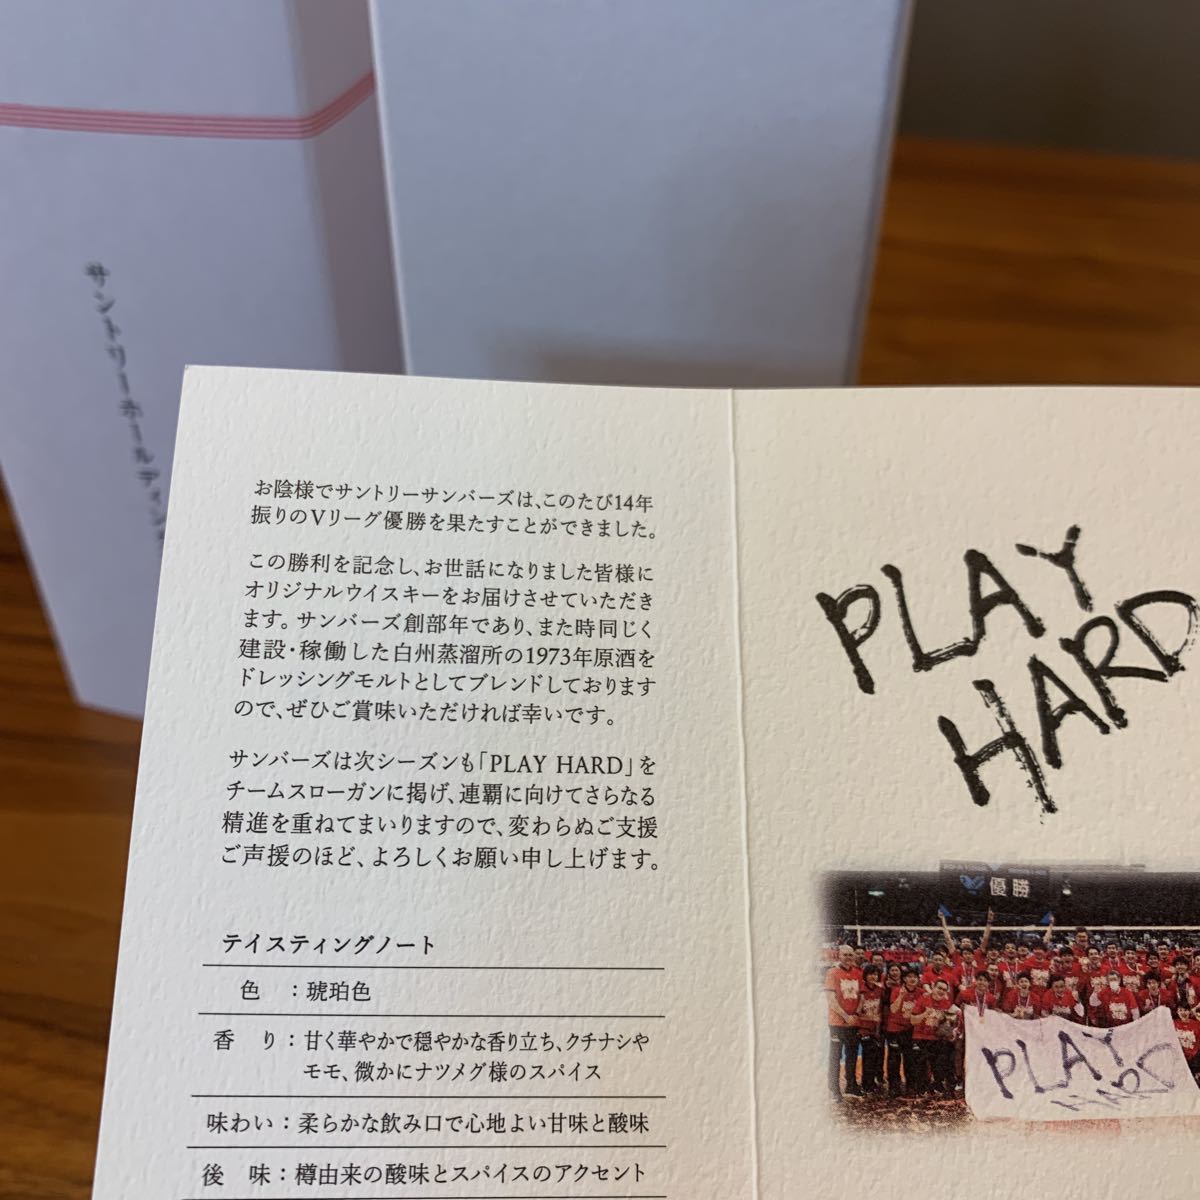 サントリーホールディン
お陰様でサントリーサンバーズは、このたび14年
振りのVリーグ優勝を果たすことができました。
この勝利を記念し、お世話になりました皆様に
オリジナルウイスキーをお届けさせていただき
ます。サンバーズ創部年であり、また時同じく
建設・稼働した白州蒸溜所の1973年原酒を
ドレッシングモルトとしてブレンドしております
ので、ぜひご賞味いただければ幸いです。
サンバーズは次シーズンも「PLAY HARD」を
チームスローガンに掲げ、連覇に向けてさらなる
精進を重ねてまいりますので、変わらぬご支援
ご声援のほど、よろしくお願い申し上げます。
テイスティングノート
色　：琥珀色
香　り：甘く華やかで穏やかな香り立ち、クチナシや
モモ、微かにナツメグ様のスパイス
味わい：柔らかな飲み口で心地よい甘味と酸味
後　味：樽由来の酸味とスパイスのアクセント
PLAY
HARD
優勝
PLAY
HARD